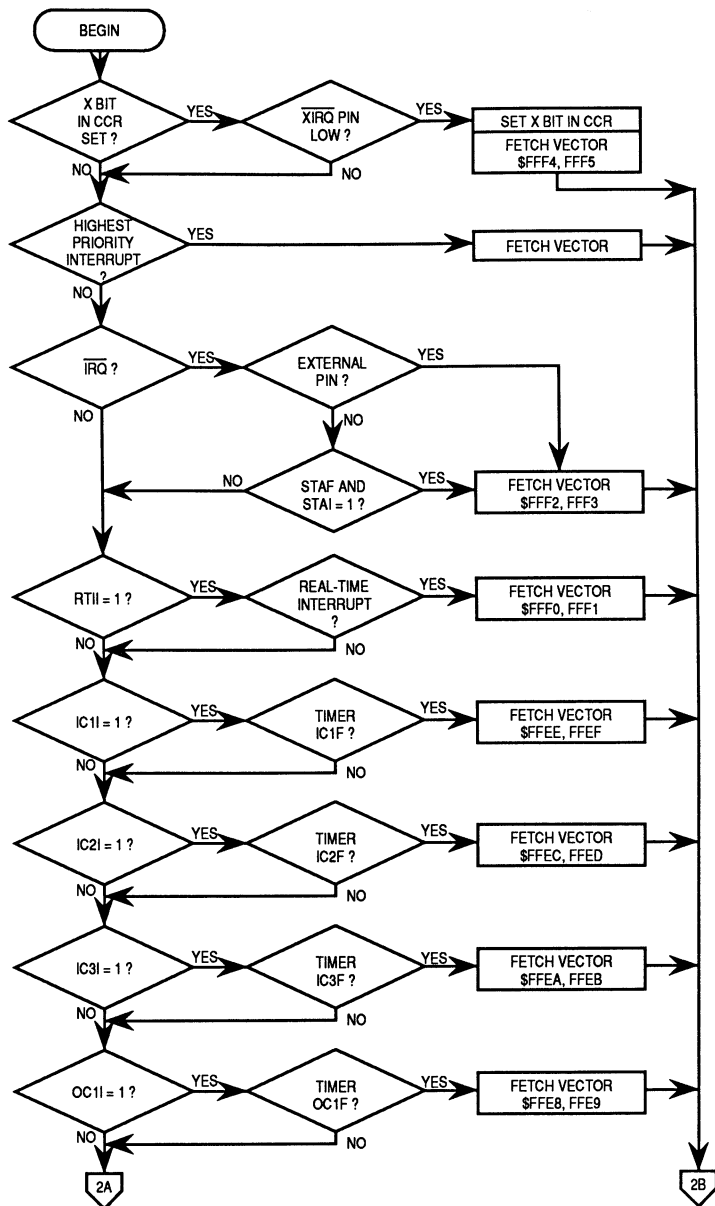 BEGIN
X BIT
IN CCR
SET ?
YES
XIRQ PIN
LOW ?
YES
SET X BIT IN CCR
FETCH VECTOR
$FFF4, FFF5
NO
NO
HIGHEST
PRIORITY
INTERRUPT
?
YES
FETCH VECTOR
NO
IRQ ?
YES
EXTERNAL
PIN ?
YES
NO
NO
STAF AND
STAI = 1 ?
NO
YES
FETCH VECTOR
$FFF2, FFF3
RTII = 1 ?
YES
REAL-TIME
INTERRUPT
?
YES
FETCH VECTOR
$FFF0, FFF1
NO
NO
IC1I = 1 ?
YES
TIMER
IC1F ?
YES
FETCH VECTOR
$FFEE, FFEF
NO
NO
IC2I = 1 ?
YES
TIMER
IC2F ?
YES
FETCH VECTOR
$FFEC, FFED
NO
NO
IC3I = 1 ?
YES
TIMER
IC3F ?
YES
FETCH VECTOR
$FFEA, FFEB
NO
NO
OC1I = 1 ?
YES
TIMER
OC1F ?
YES
FETCH VECTOR
$FFE8, FFE9
NO
NO
2A
2B